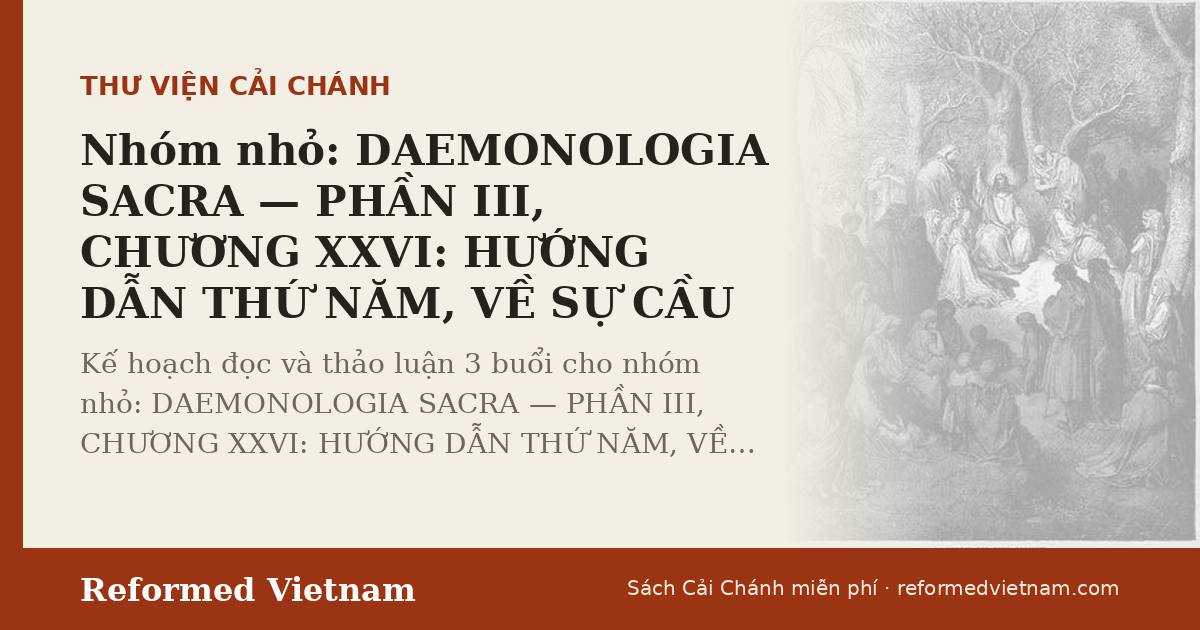 THƯ VIỆN CẢI CHÁNH
Nhóm nhỏ: DAEMONOLOGIA
SACRA — PHẦN III,
CHƯƠNG XXVI: HƯỚNG
DẪN THỨ NĂM, VỀ SỰ CẦU
Kế hoạch đọc và thảo luận 3 buổi cho nhóm
nhỏ: DAEMONOLOGIA SACRA — PHẦN III,
CHƯƠNG XXVI: HƯỚNG DẪN THỨ NĂM, VỀ...
Reformed Vietnam
Sách Cải Chánh miễn phí · reformedvietnam.com